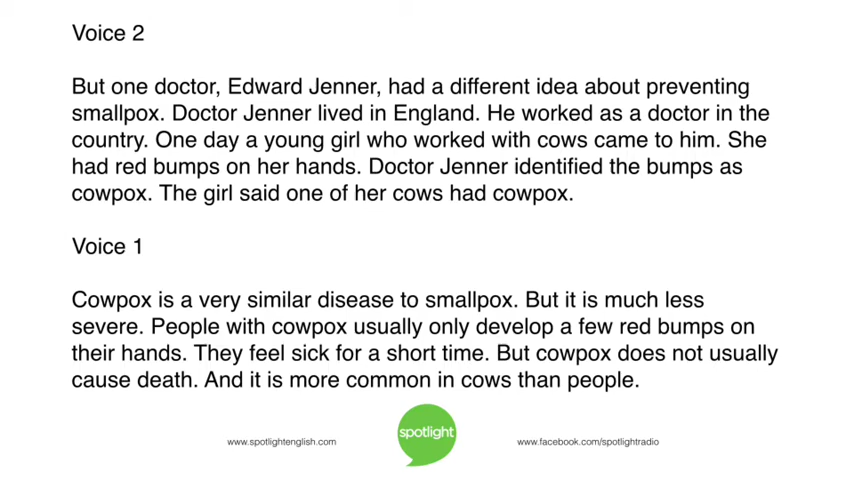 Voice 2
But one doctor, Edward Jenner, had a different idea about preventing
smallpox. Doctor Jenner lived in England. He worked as a doctor in the
country. One day a young girl who worked with cows came to him. She
had red bumps on her hands. Doctor Jenner identified the bumps as
cowpox. The girl said one of her cows had cowpox.
Voice 1
Cowpox is a very similar disease to smallpox. But it is much less
severe. People with cowpox usually only develop a few red bumps on
their hands. They feel sick for a short time. But cowpox does not usually
cause death. And it is more common in cows than people.
www.spotlightenglish.com
spotlight
www.facebook.com/spotlightradio